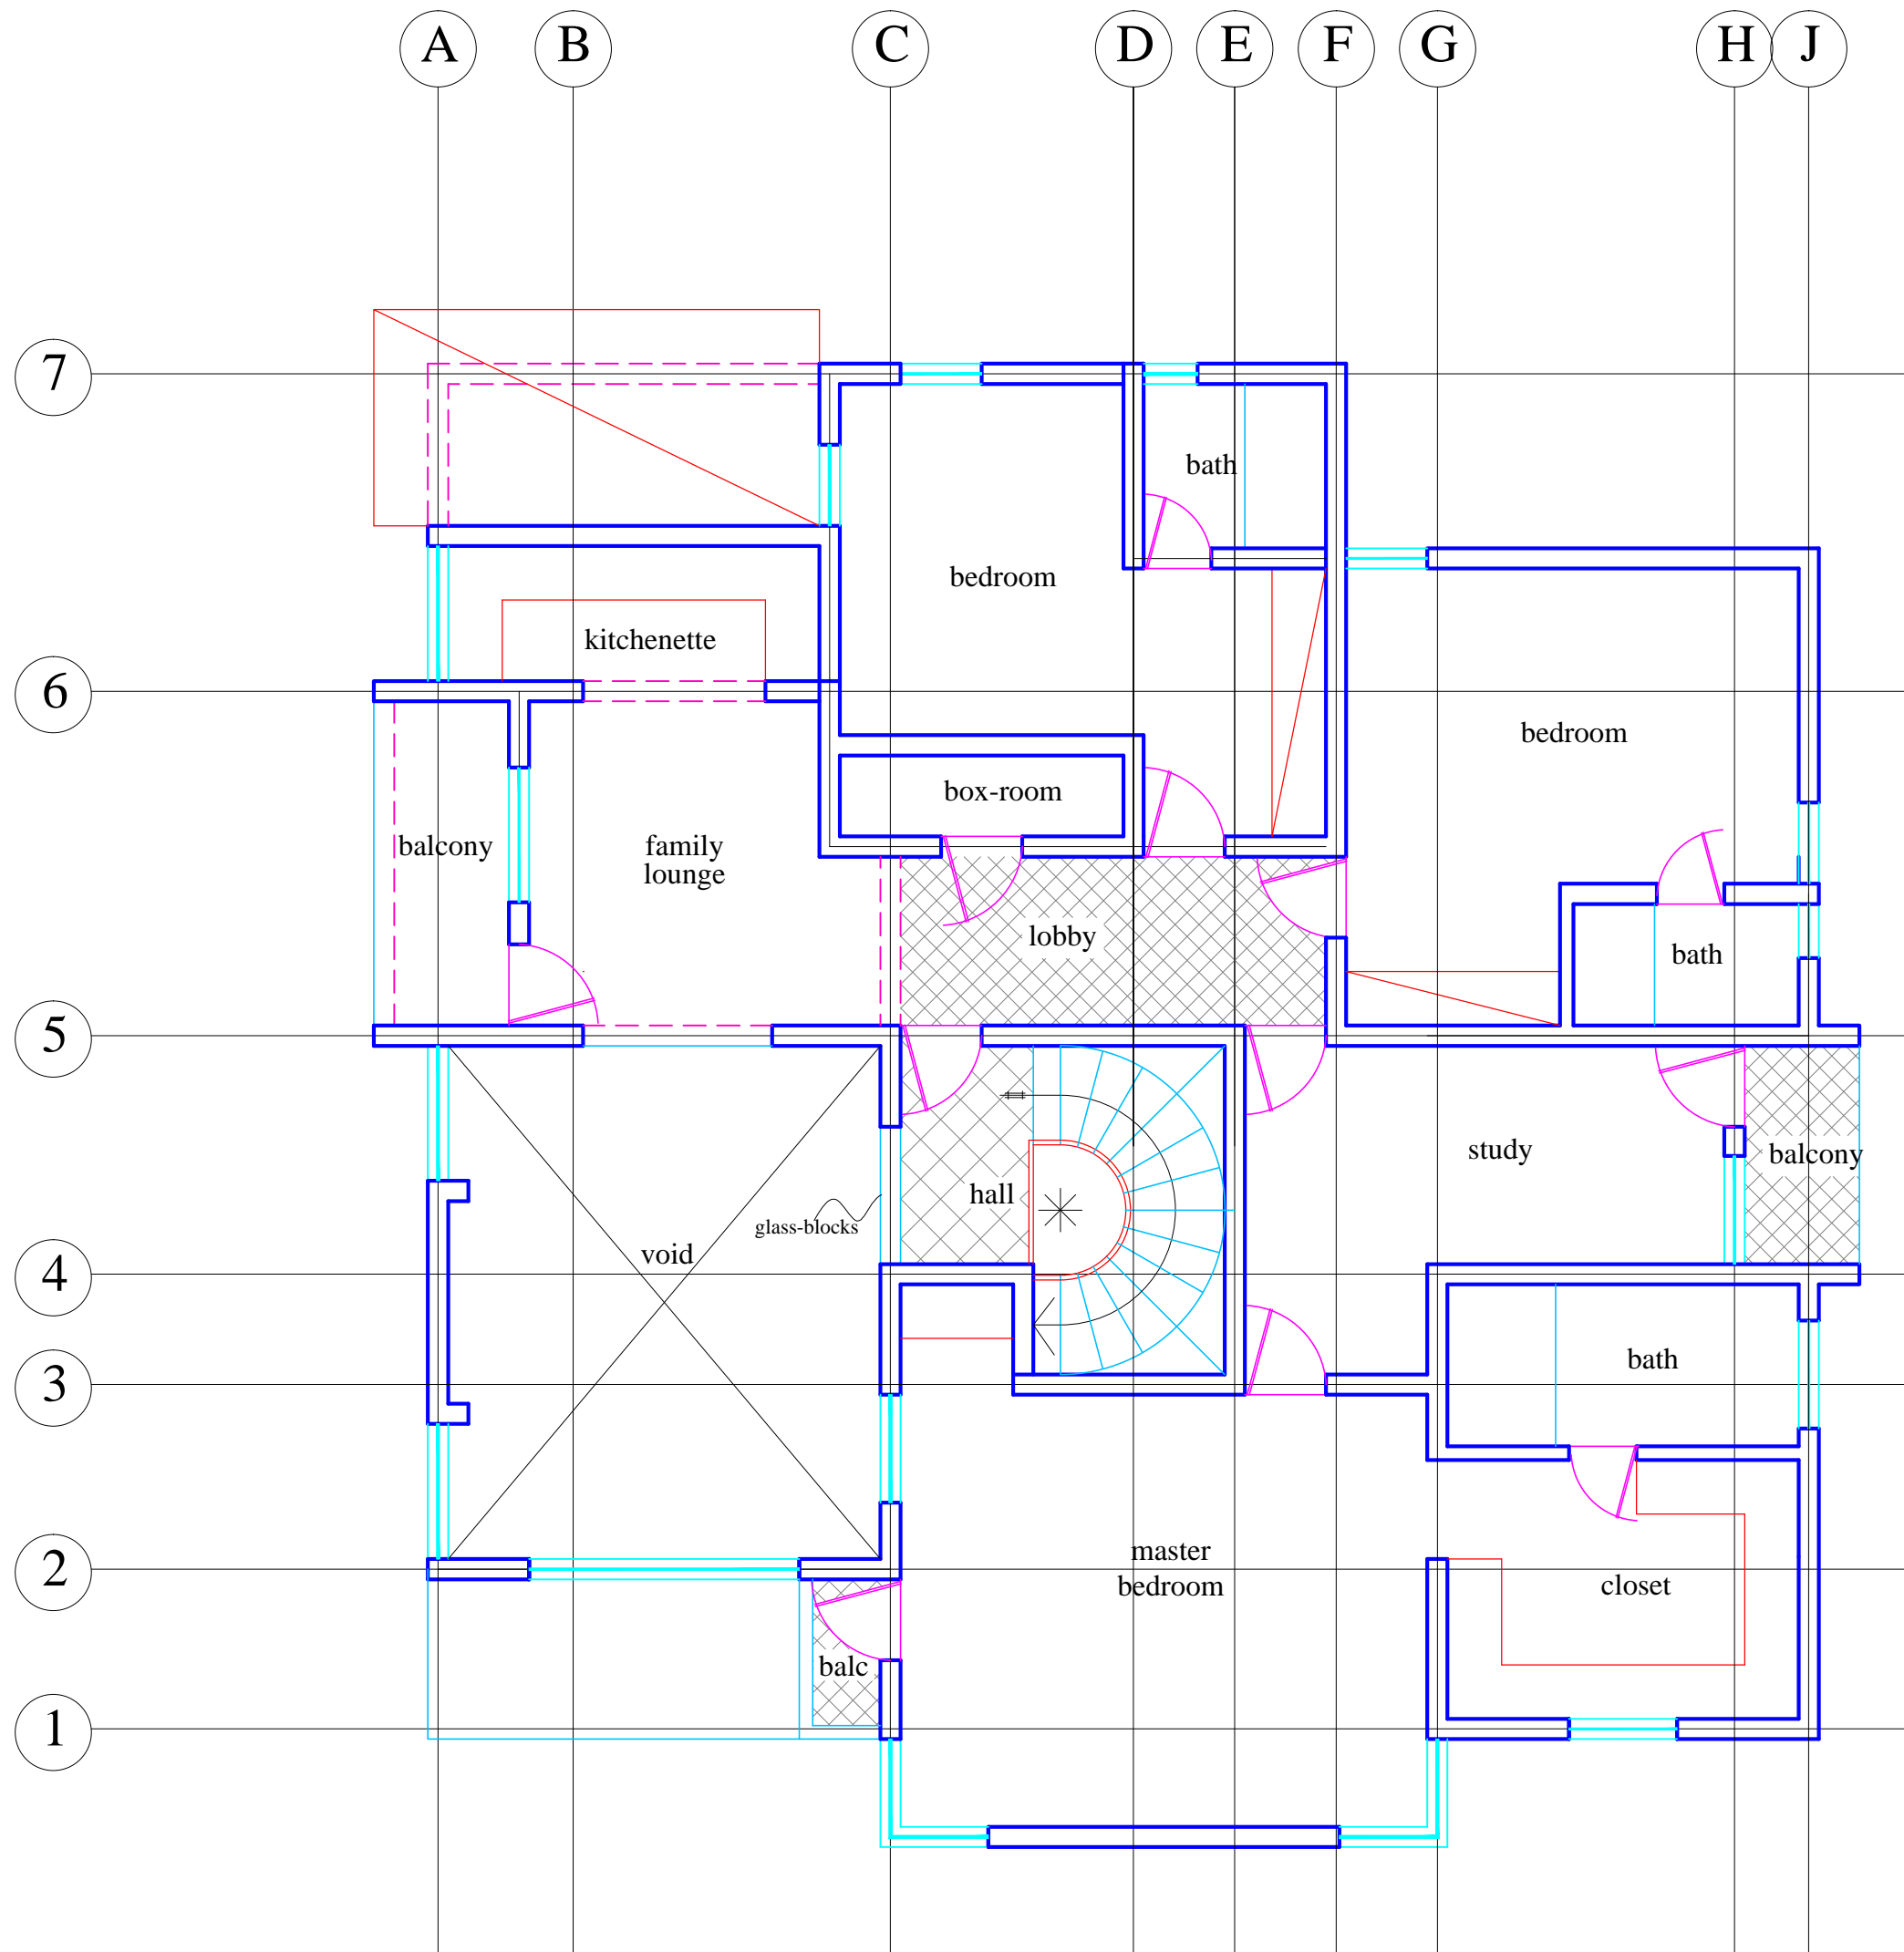 A B C D E F G H J
7
bath
bedroom
kitchenette
6
bedroom
box-room
balcony
family
lounge
lobby
bath
5
study
balcony
hall
glass-blocks
void
4
bath
3
master
bedroom
2
closet
balc
1